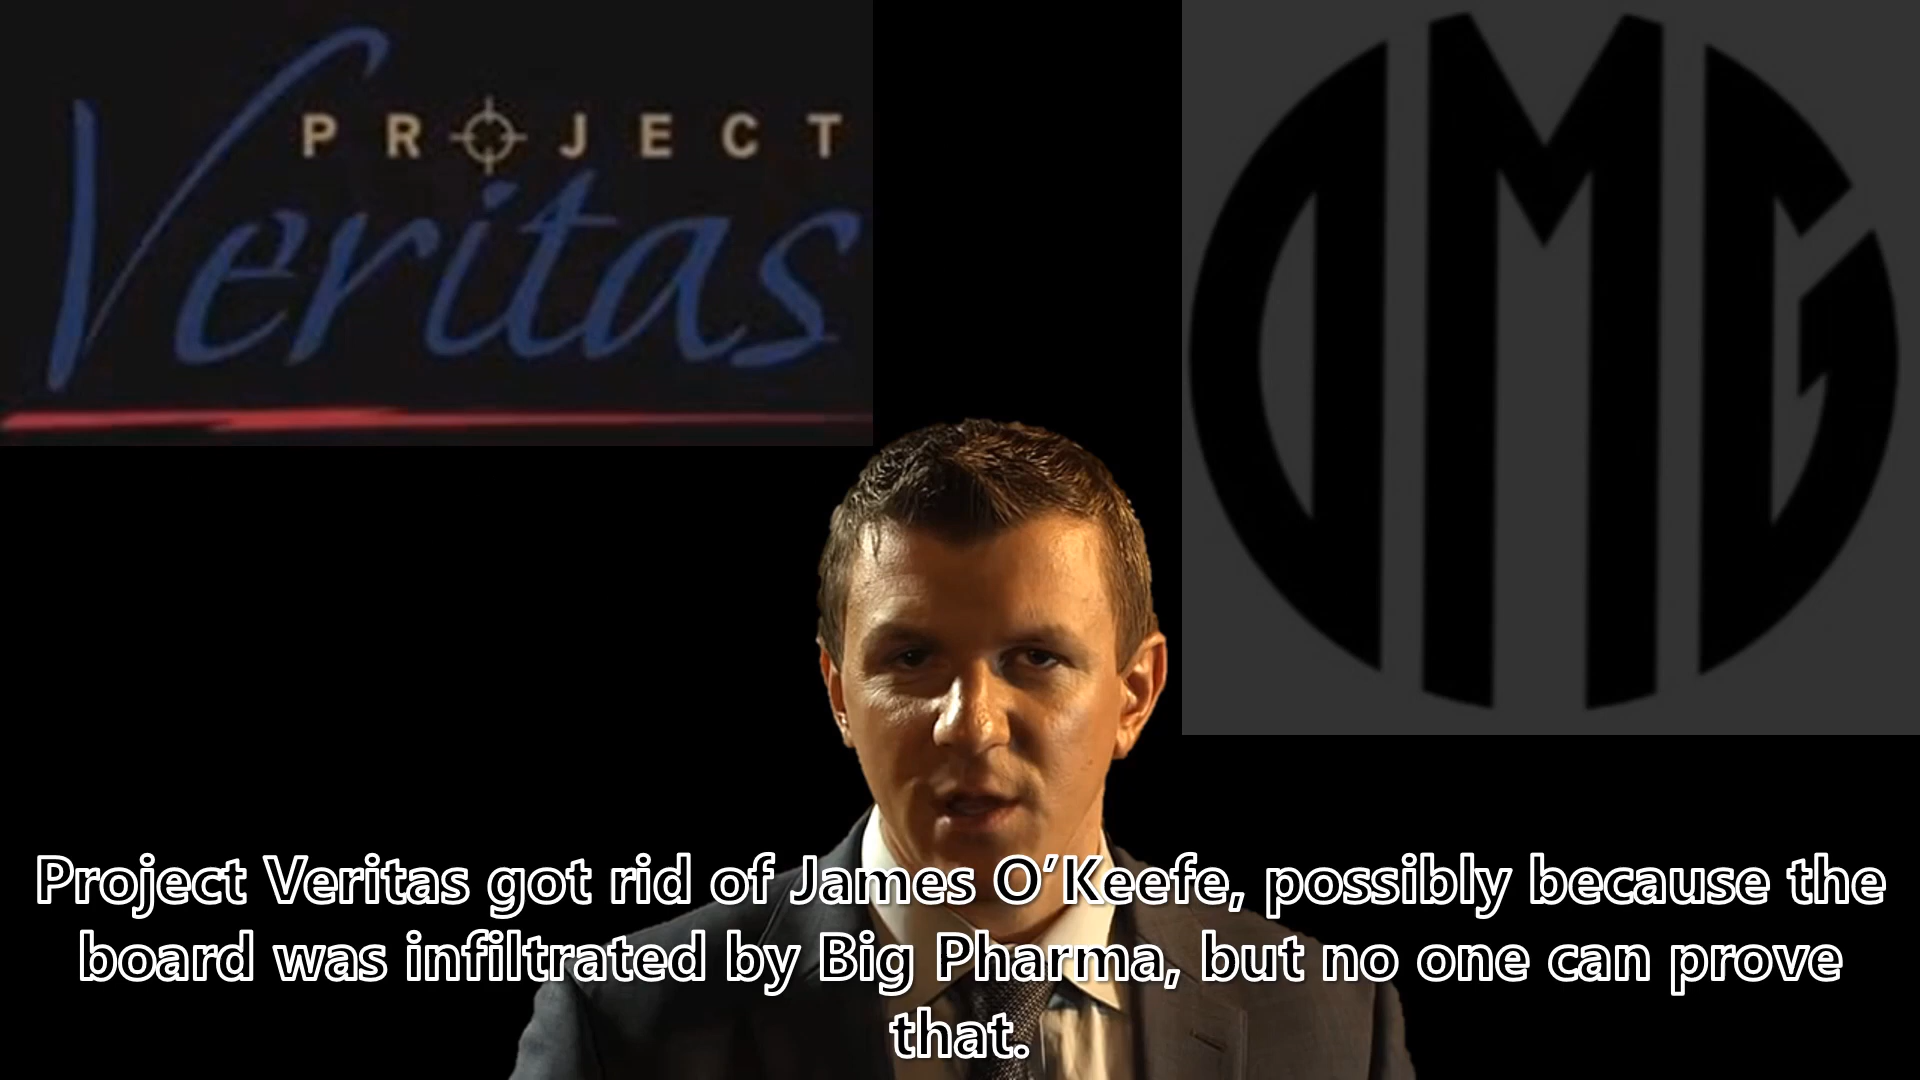 PROJECT
Veritas
OMG
Project Veritas got rid of James O’Keefe, possibly because the
board was infiltrated by Big Pharma, but no one can prove
that.